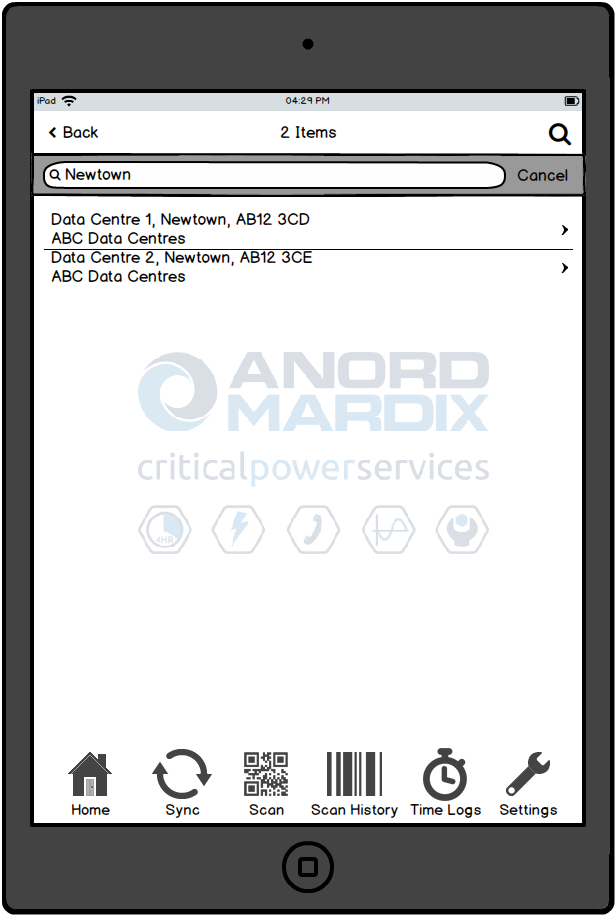 iPad
04:29 PM
Back
2 Items
Newtown
Cancel
Data Centre 1, Newtown, AB12 3CD
ABC Data Centres
Data Centre 2, Newtown, AB12 3CE
ABC Data Centres
ANORD
MARDIX
criticalpowerservices
4HR
Home
Sync
Scan
Scan History
Time Logs
Settings